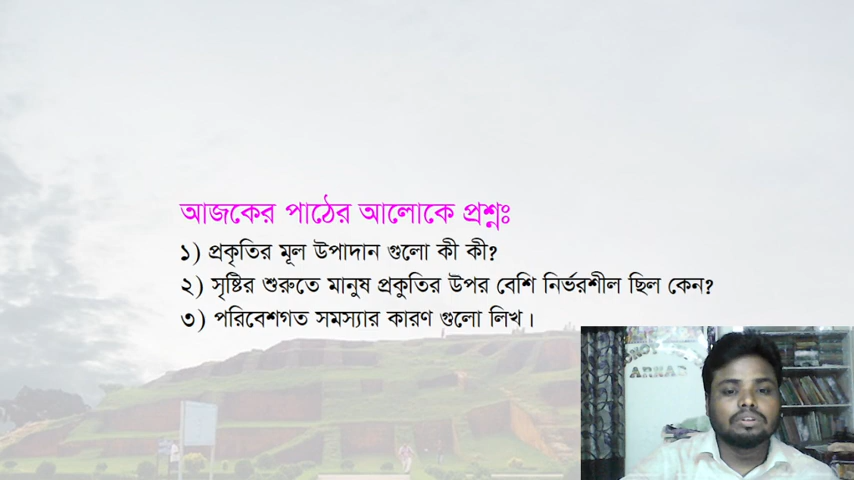 আজকের পাঠের আলোকে প্রশ্নঃ
১) প্রকৃতির মূল উপাদান গুলো কী কী?
২) সৃষ্টির শুরুতে মানুষ প্রকুতির উপর বেশি নির্ভরশীল ছিল কেন?
৩) পরিবেশগত সমস্যার কারণ গুলো লিখ।